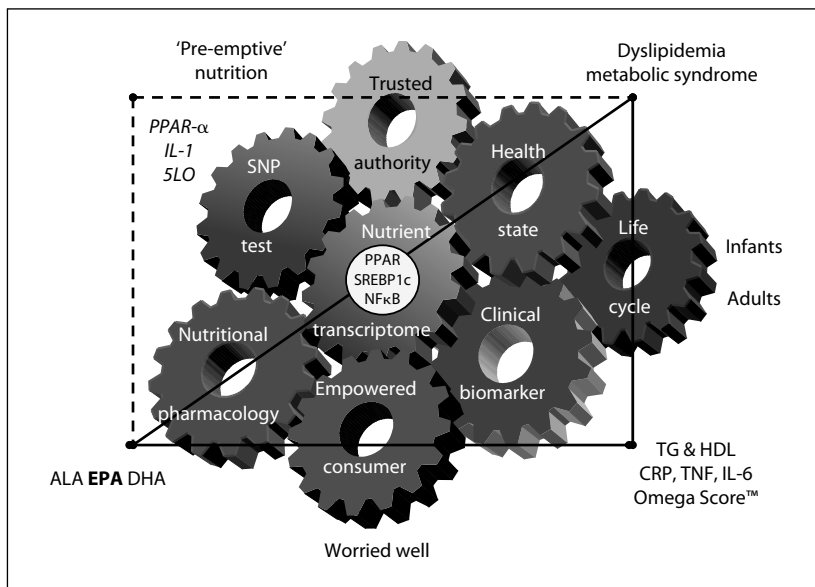 'Pre-emptive'
nutrition
Dyslipidemia
metabolic syndrome
Trusted
authority
PPAR-α
IL-1
5LO
SNP
test
Health
state
Nutrient
PPAR
SREBP1c
NFκB
transcriptome
Life
cycle
Infants
Adults
Nutritional
pharmacology
Clinical
biomarker
Empowered
consumer
ALA EPA DHA
TG & HDL
CRP, TNF, IL-6
Omega Score™
Worried well